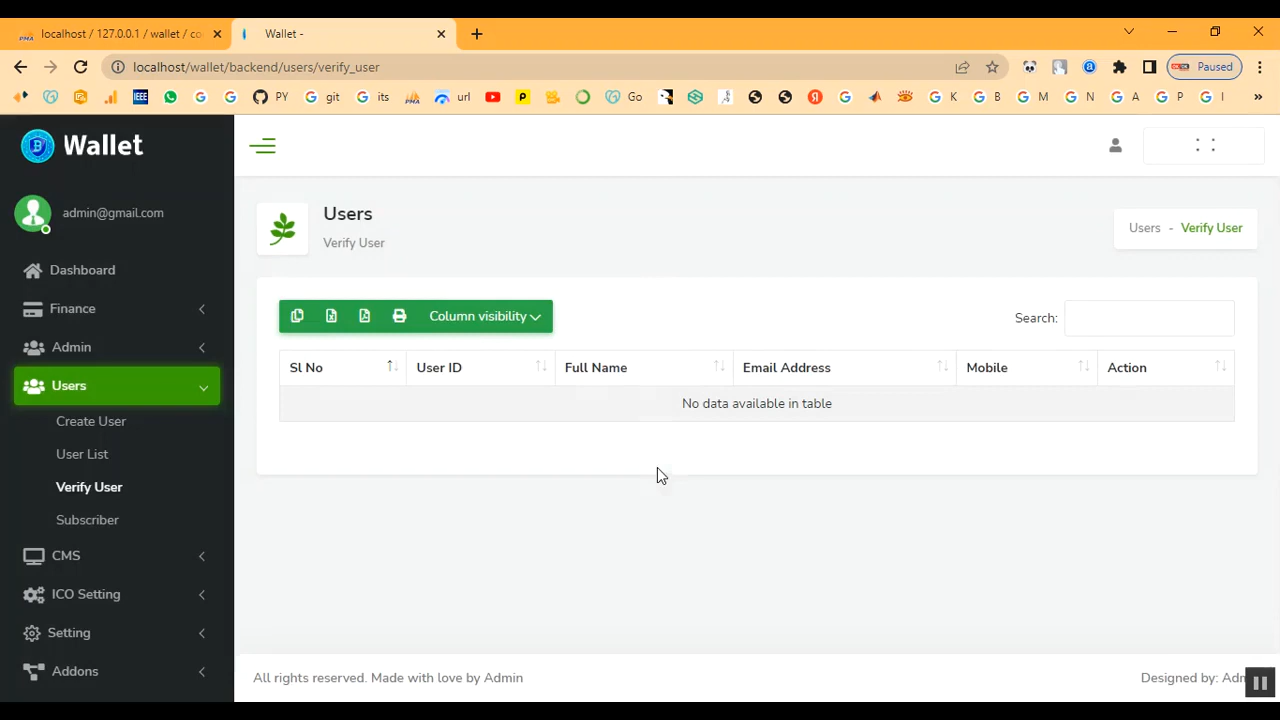 localhost / 127.0.0.1 / wallet / co
Wallet -
localhost/wallet/backend/users/verify_user
Paused
PY
git
its
url
Go
K
B
M
N
A
P
I
Wallet
admin@gmail.com
Dashboard
Finance
Admin
Users
Create User
User List
Verify User
Subscriber
CMS
ICO Setting
Setting
Addons
Users
Verify User
Users - Verify User
Column visibility
Search:
Sl No User ID Full Name Email Address Mobile Action
No data available in table
All rights reserved. Made with love by Admin
Designed by: